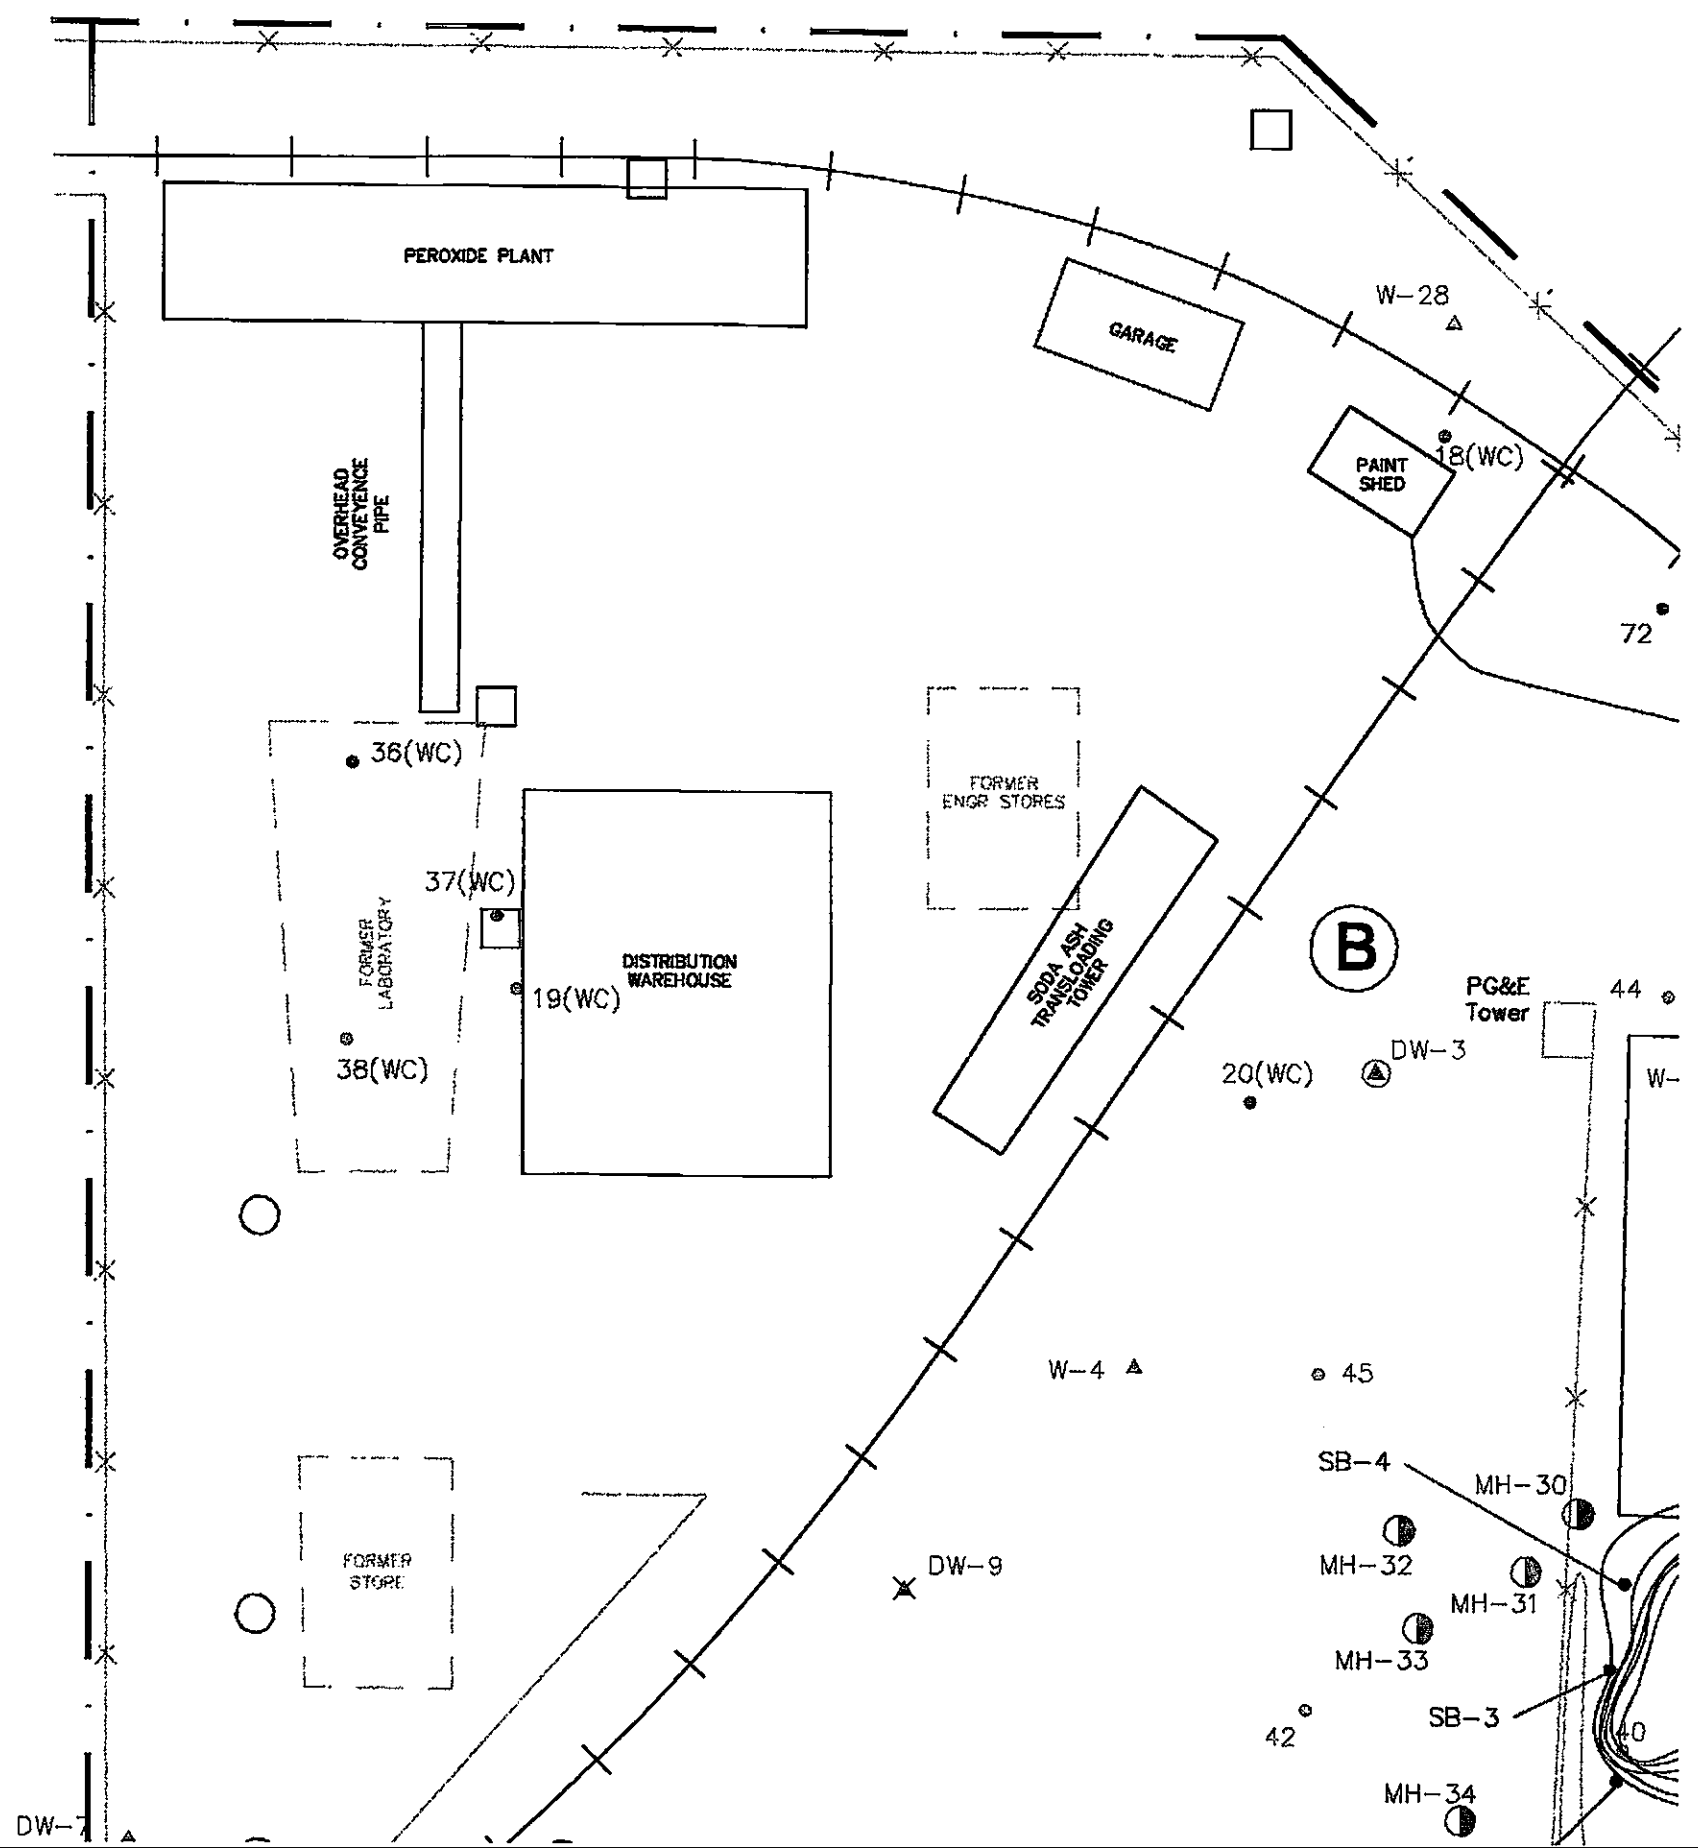 PEROXIDE PLANT
W-28
GARAGE
18(WC)
PAINT
SHED
OVERHEAD
CONVEYENCE
PIPE
72
36(WC)
FORMER
ENGR STORES
37(WC)
FORMER
LABORATORY
DISTRIBUTION
WAREHOUSE
19(WC)
SODA ASH
TRANSLOADING
TOWER
B
PG&E
Tower
44
38(WC)
20(WC)
DW-3
W-
W-4
45
SB-4
MH-30
FORMER
STORE
DW-9
MH-32
MH-31
MH-33
SB-3
42
40
MH-34
DW-7